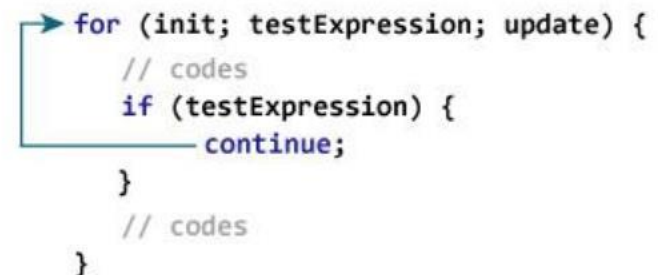 for (init; testExpression; update) {
// codes
if (testExpression) {
continue;
}
// codes
}